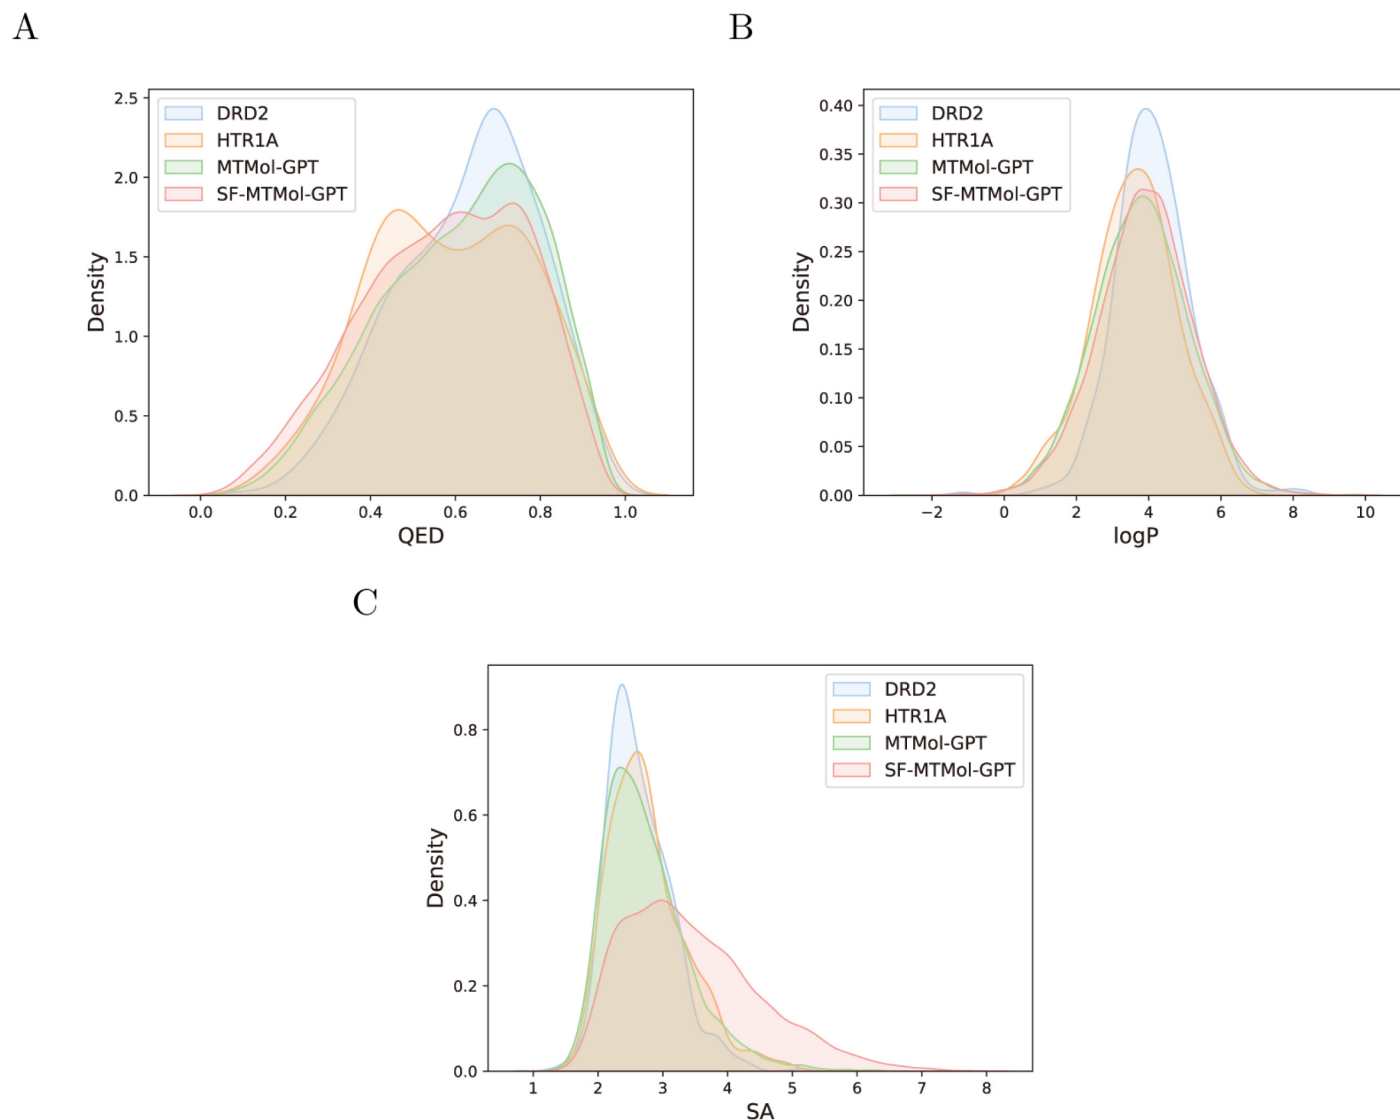 A
B
2.5
2.0
1.5
1.0
0.5
0.0
Density
DRD2
HTR1A
MTMol-GPT
SF-MTMol-GPT
0.0 0.2 0.4 0.6 0.8 1.0
QED
0.40
0.35
0.30
0.25
0.20
0.15
0.10
0.05
0.00
Density
DRD2
HTR1A
MTMol-GPT
SF-MTMol-GPT
−2 0 2 4 6 8 10
logP
C
0.8
0.6
0.4
0.2
0.0
Density
DRD2
HTR1A
MTMol-GPT
SF-MTMol-GPT
1 2 3 4 5 6 7 8
SA